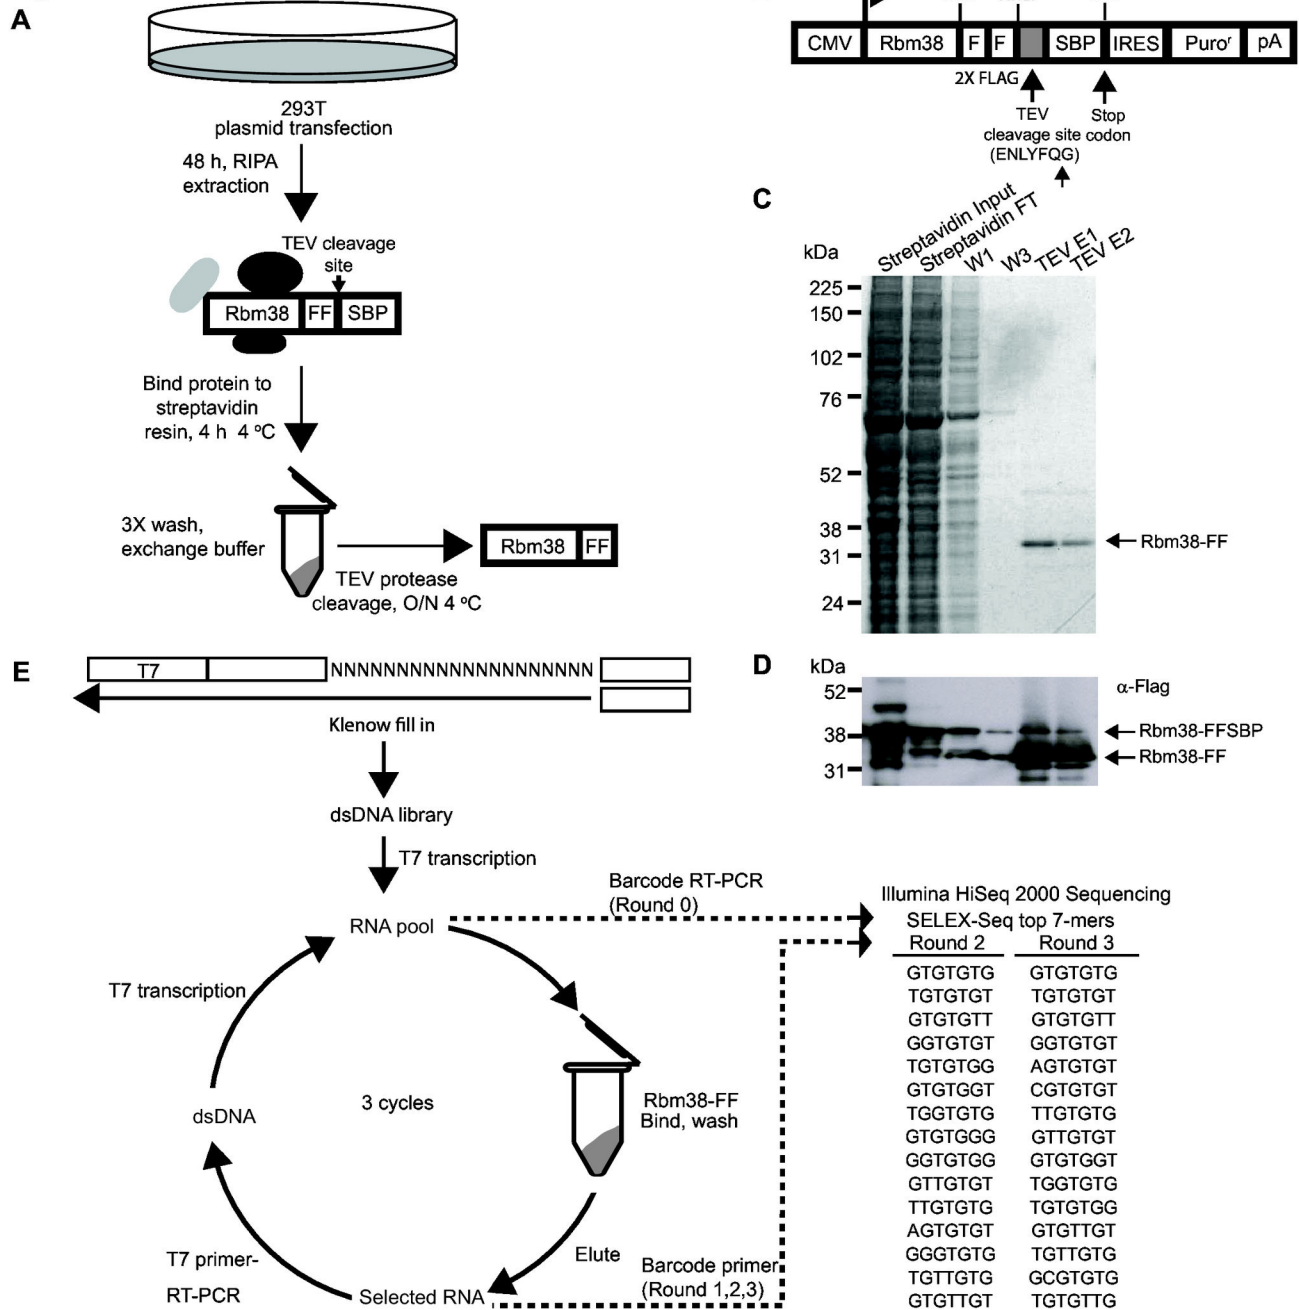 A
293T
plasmid transfection
48 h, RIPA
extraction
TEV cleavage
site
Rbm38 FF SBP
Bind protein to
streptavidin
resin, 4 h 4 ºC
3X wash,
exchange buffer
TEV protease
cleavage, O/N 4 ºC
Rbm38 FF
CMV Rbm38 F F SBP IRES Puroʳ pA
2X FLAG
TEV
cleavage site
(ENLYFQG)
Stop
codon
C
kDa
Streptavidin Input
Streptavidin FT
W1
W3
TEV E1
TEV E2
225
150
102
76
52
38
31
24
Rbm38-FF
D
kDa
52
38
31
α-Flag
Rbm38-FFSBP
Rbm38-FF
E
T7 NNNNNNNNNNNNNNNNNNNN
Klenow fill in
dsDNA library
T7 transcription
RNA pool
Barcode RT-PCR
(Round 0)
T7 transcription
3 cycles
dsDNA
Rbm38-FF
Bind, wash
Elute
T7 primer-
RT-PCR
Selected RNA
Barcode primer
(Round 1,2,3)
Illumina HiSeq 2000 Sequencing
SELEX-Seq top 7-mers
Round 2 Round 3
GTGTGTG GTGTGTG
TGTGTGT TGTGTGT
GTGTGTT GTGTGTT
GGTGTGT GGTGTGT
TGTGTGG AGTGTGT
GTGTGGT CGTGTGT
TGGTGTG TTGTGTG
GTGTGGG GTTGTGT
GGTGTGG GTGTGGT
GTTGTGT TGGTGTG
TTGTGTG TGTGTGG
AGTGTGT GTGTTGT
GGGTGTG TGTTGTG
TGTTGTG GCGTGTG
GTGTTGT TGTGTTG